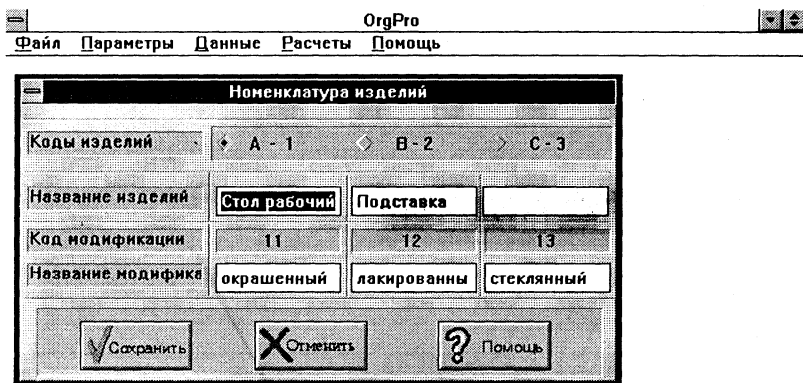 OrgPro
Файл Параметры Данные Расчеты Помощь
Номенклатура изделий
Коды изделий А - 1 В - 2 С - 3
Название изделий Стол рабочий Подставка
Код модификации 11 12 13
Название модифика окрашенный лакированны стеклянный
Сохранить Отменить Помощь